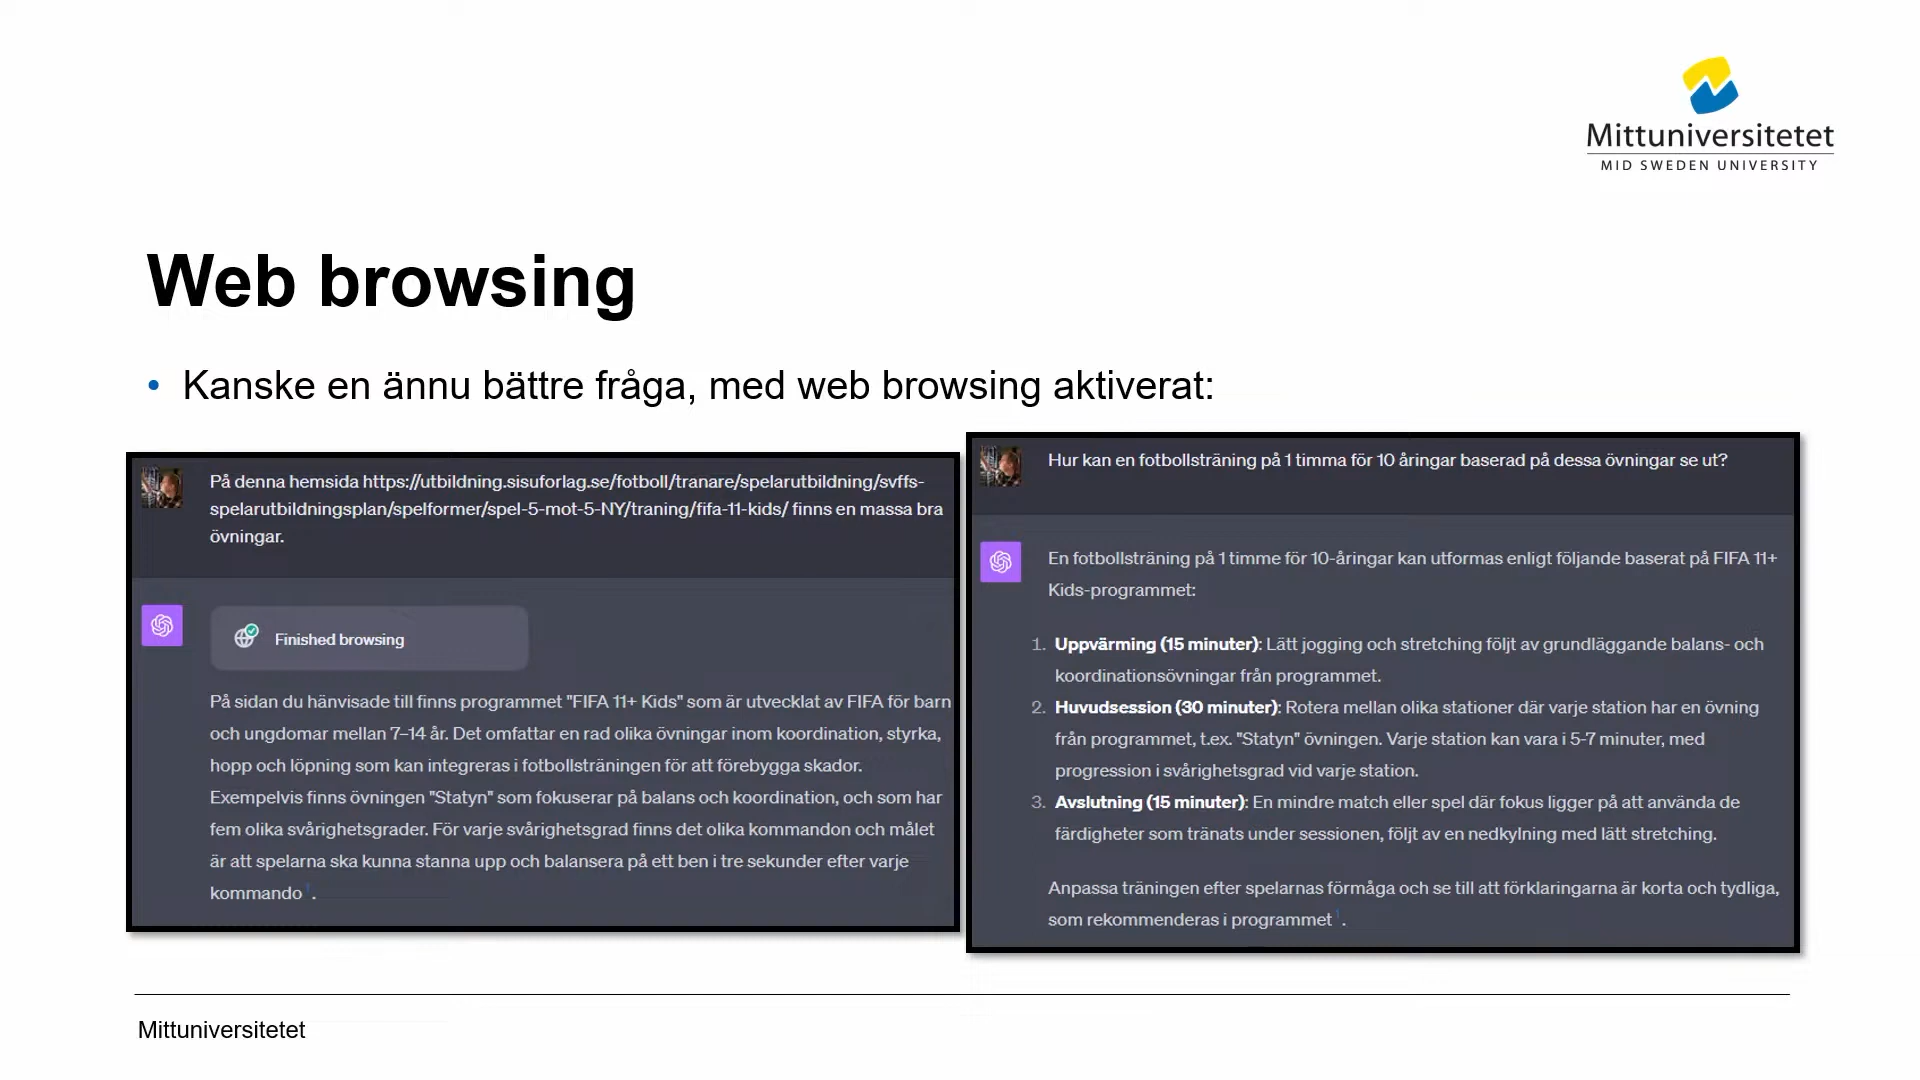 Mittuniversitetet
MID SWEDEN UNIVERSITY
Web browsing
• Kanske en ännu bättre fråga, med web browsing aktiverat:
På denna hemsida https://utbildning.sisuforlag.se/fotboll/tranare/spelarutbildning/svffs-
spelarutbildningsplan/spelformer/spel-5-mot-5-NY/traning/fifa-11-kids/ finns en massa bra
övningar.
Finished browsing
På sidan du hänvisade till finns programmet "FIFA 11+ Kids" som är utvecklat av FIFA för barn
och ungdomar mellan 7–14 år. Det omfattar en rad olika övningar inom koordination, styrka,
hopp och löpning som kan integreras i fotbollsträningen för att förebygga skador.
Exempelvis finns övningen "Statyn" som fokuserar på balans och koordination, och som har
fem olika svårighetsgrader. För varje svårighetsgrad finns det olika kommandon och målet
är att spelarna ska kunna stanna upp och balansera på ett ben i tre sekunder efter varje
kommando 1.
Hur kan en fotbollsträning på 1 timma för 10 åringar baserad på dessa övningar se ut?
En fotbollsträning på 1 timme för 10-åringar kan utformas enligt följande baserat på FIFA 11+
Kids-programmet:
1. Uppvärming (15 minuter): Lätt jogging och stretching följt av grundläggande balans- och
koordinationsövningar från programmet.
2. Huvudsession (30 minuter): Rotera mellan olika stationer där varje station har en övning
från programmet, t.ex. "Statyn" övningen. Varje station kan vara i 5-7 minuter, med
progression i svårighetsgrad vid varje station.
3. Avslutning (15 minuter): En mindre match eller spel där fokus ligger på att använda de
färdigheter som tränats under sessionen, följt av en nedkylning med lätt stretching.
Anpassa träningen efter spelarnas förmåga och se till att förklaringarna är korta och tydliga,
som rekommenderas i programmet 1.
Mittuniversitetet